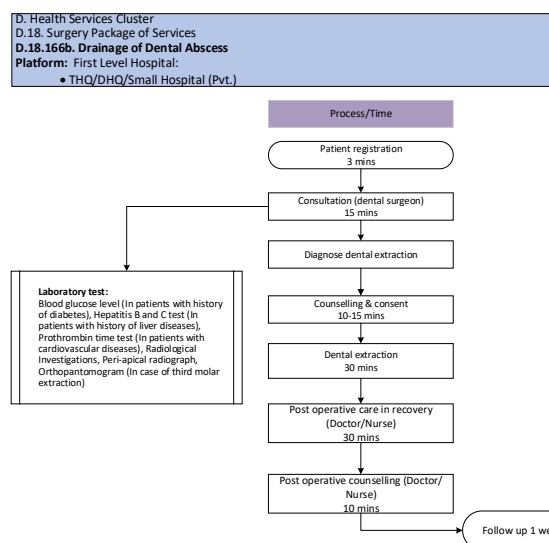 D. Health Services Cluster
D.18. Surgery Package of Services
D.18.166b. Drainage of Dental Abscess
Platform: First Level Hospital:
• THQ/DHQ/Small Hospital (Pvt.)
Process/Time
Patient registration
3 mins
Consultation (dental surgeon)
15 mins
Diagnose dental extraction
Laboratory test:
Blood glucose level (In patients with history
of diabetes), Hepatitis B and C test (In
patients with history of liver diseases),
Prothrombin time test (In patients with
cardiovascular diseases), Radiological
Investigations, Peri-apical radiograph,
Orthopantomogram (In case of third molar
extraction)
Counselling & consent
10-15 mins
Dental extraction
30 mins
Post operative care in recovery
(Doctor/Nurse)
30 mins
Post operative counselling (Doctor/
Nurse)
10 mins
Follow up 1 we